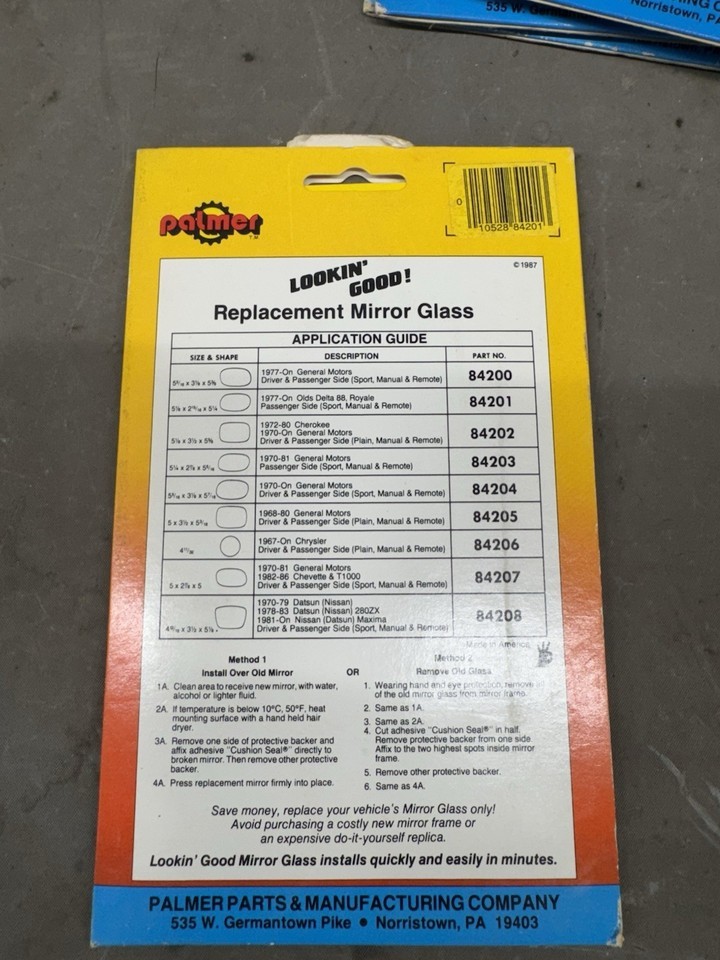 535 W. Germantown
Norristown, PA
palmer
T.M.
0
10528 84201
© 1987
LOOKIN' GOOD!
Replacement Mirror Glass
APPLICATION GUIDE
SIZE & SHAPE DESCRIPTION PART NO.
1977-On General Motors
Driver & Passenger Side (Sport, Manual & Remote) 84200
1977-On Olds Delta 88, Royale
Passenger Side (Sport, Manual & Remote) 84201
1972-80 Cherokee
1970-On General Motors
Driver & Passenger Side (Plain, Manual & Remote) 84202
1970-81 General Motors
Passenger Side (Sport, Manual & Remote) 84203
1970-On General Motors
Driver & Passenger Side (Sport, Manual & Remote) 84204
1968-80 General Motors
Driver & Passenger Side (Plain, Manual & Remote) 84205
1967-On Chrysler
Driver & Passenger Side (Plain, Manual & Remote) 84206
5 x 2⅞ x 5
1970-81 General Motors
1982-86 Chevette & T1000
Driver & Passenger Side (Sport, Manual & Remote) 84207
1970-79 Datsun (Nissan)
1978-83 Datsun (Nissan) 280ZX
1981-On Nissan (Datsun) Maxima
Driver & Passenger Side (Plain, Manual & Remote) 84208
Made in America
Method 1
Install Over Old Mirror
1A. Clean area to receive new mirror, with water,
alcohol or lighter fluid.
2A. If temperature is below 10°C, 50°F, heat
mounting surface with a hand held hair
dryer.
3A. Remove one side of protective backer and
affix adhesive "Cushion Seal®" directly to
broken mirror. Then remove other protective
backer.
4A. Press replacement mirror firmly into place.
OR
Method 2
Remove Old Glass
1. Wearing hand and eye protection, remove all
of the old mirror glass from mirror frame.
2. Same as 1A.
3. Same as 2A.
4. Cut adhesive "Cushion Seal®" in half.
Remove protective backer from one side.
Affix to the two highest spots inside mirror
frame.
5. Remove other protective backer.
6. Same as 4A.
Save money, replace your vehicle's Mirror Glass only!
Avoid purchasing a costly new mirror frame or
an expensive do-it-yourself replica.
Lookin' Good Mirror Glass installs quickly and easily in minutes.
PALMER PARTS & MANUFACTURING COMPANY
535 W. Germantown Pike • Norristown, PA 19403